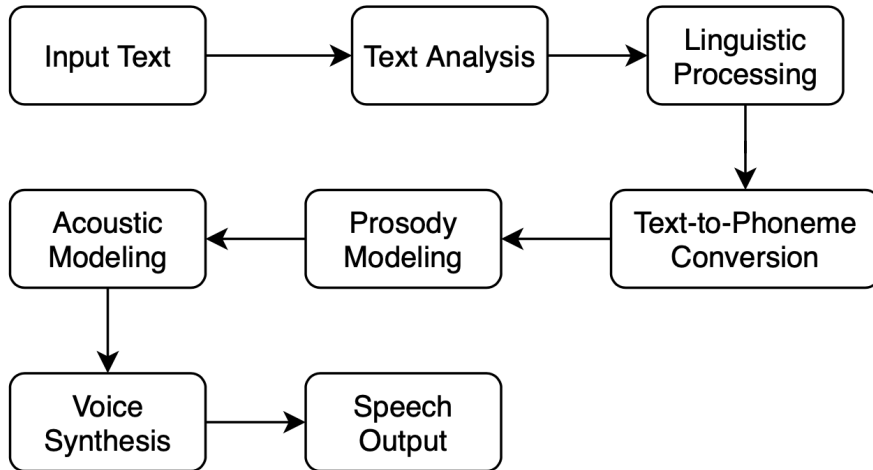 Input Text
Text Analysis
Linguistic
Processing
Text-to-Phoneme
Conversion
Prosody
Modeling
Acoustic
Modeling
Voice
Synthesis
Speech
Output